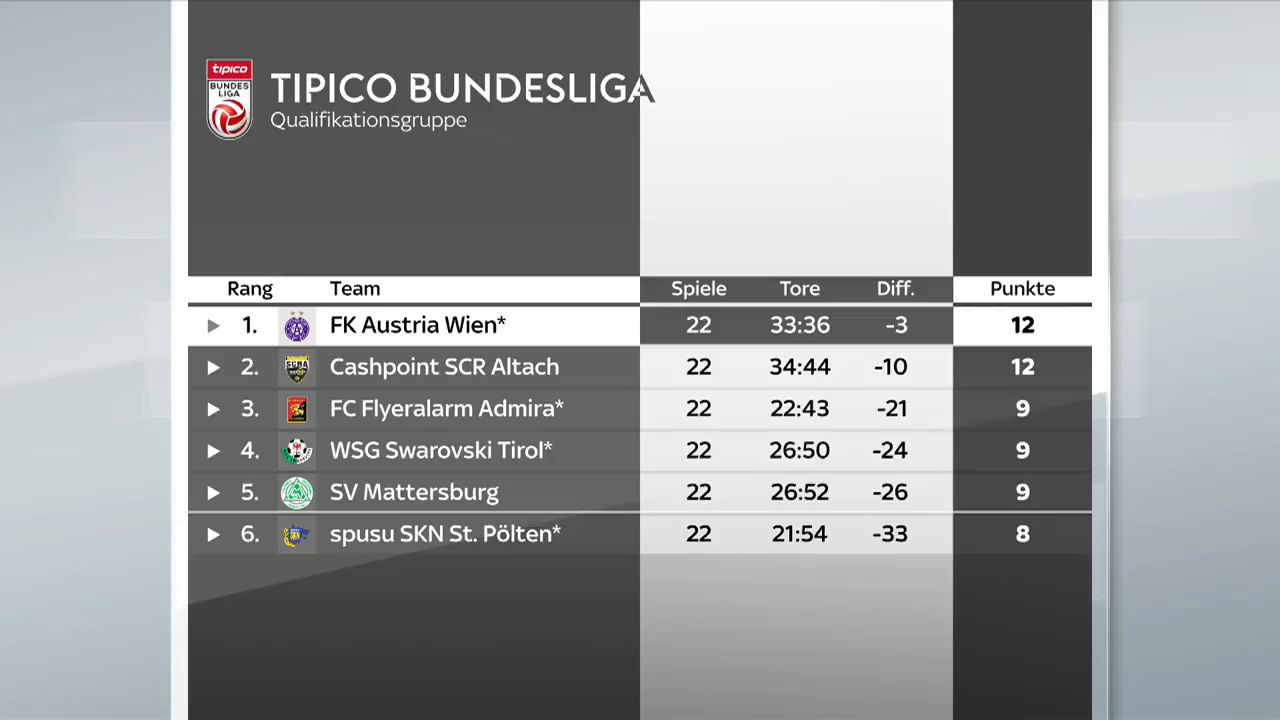 tipico
BUNDES
LIGA
TIPICO BUNDESLIGA
Qualifikationsgruppe
Rang Team Spiele Tore Diff. Punkte
1. FK Austria Wien* 22 33:36 -3 12
2. Cashpoint SCR Altach 22 34:44 -10 12
3. FC Flyeralarm Admira* 22 22:43 -21 9
4. WSG Swarovski Tirol* 22 26:50 -24 9
5. SV Mattersburg 22 26:52 -26 9
6. spusu SKN St. Pölten* 22 21:54 -33 8